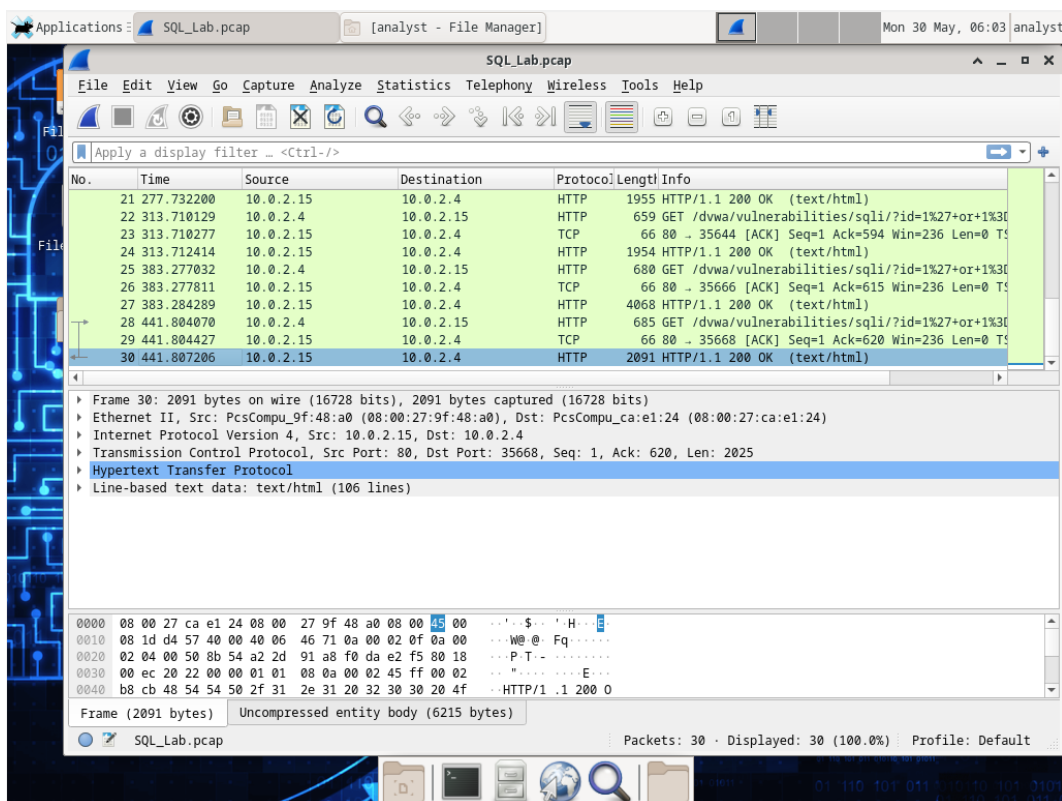 Applications SQL_Lab.pcap [analyst - File Manager] Mon 30 May, 06:03 analyst
SQL_Lab.pcap
File Edit View Go Capture Analyze Statistics Telephony Wireless Tools Help
Apply a display filter … <Ctrl-/>
No. Time Source Destination Protocol Length Info
21 277.732200 10.0.2.15 10.0.2.4 HTTP 1955 HTTP/1.1 200 OK (text/html)
22 313.710129 10.0.2.4 10.0.2.15 HTTP 659 GET /dvwa/vulnerabilities/sqli/?id=1%27+or+1%3D
23 313.710277 10.0.2.15 10.0.2.4 TCP 66 80 → 35644 [ACK] Seq=1 Ack=594 Win=236 Len=0 TS
24 313.712414 10.0.2.15 10.0.2.4 HTTP 1954 HTTP/1.1 200 OK (text/html)
25 383.277032 10.0.2.4 10.0.2.15 HTTP 680 GET /dvwa/vulnerabilities/sqli/?id=1%27+or+1%3D
26 383.277811 10.0.2.15 10.0.2.4 TCP 66 80 → 35666 [ACK] Seq=1 Ack=615 Win=236 Len=0 TS
27 383.284289 10.0.2.15 10.0.2.4 HTTP 4068 HTTP/1.1 200 OK (text/html)
28 441.804070 10.0.2.4 10.0.2.15 HTTP 685 GET /dvwa/vulnerabilities/sqli/?id=1%27+or+1%3D
29 441.804427 10.0.2.15 10.0.2.4 TCP 66 80 → 35668 [ACK] Seq=1 Ack=620 Win=236 Len=0 TS
30 441.807206 10.0.2.15 10.0.2.4 HTTP 2091 HTTP/1.1 200 OK (text/html)
Frame 30: 2091 bytes on wire (16728 bits), 2091 bytes captured (16728 bits)
Ethernet II, Src: PcsCompu_9f:48:a0 (08:00:27:9f:48:a0), Dst: PcsCompu_ca:e1:24 (08:00:27:ca:e1:24)
Internet Protocol Version 4, Src: 10.0.2.15, Dst: 10.0.2.4
Transmission Control Protocol, Src Port: 80, Dst Port: 35668, Seq: 1, Ack: 620, Len: 2025
Hypertext Transfer Protocol
Line-based text data: text/html (106 lines)
0000 08 00 27 ca e1 24 08 00 27 9f 48 a0 08 00 45 00 ··'··$·· '·H···E·
0010 08 1d d4 57 40 00 40 06 46 71 0a 00 02 0f 0a 00 ···W@·@· Fq······
0020 02 04 00 50 8b 54 a2 2d 91 a8 f0 da e2 f5 80 18 ···P·T·- ········
0030 00 ec 20 22 00 00 01 01 08 0a 00 02 45 ff 00 02 ·· "···· ····E···
0040 b8 cb 48 54 54 50 2f 31 2e 31 20 32 30 30 20 4f ··HTTP/1 .1 200 O
Frame (2091 bytes) Uncompressed entity body (6215 bytes)
SQL_Lab.pcap Packets: 30 · Displayed: 30 (100.0%) Profile: Default